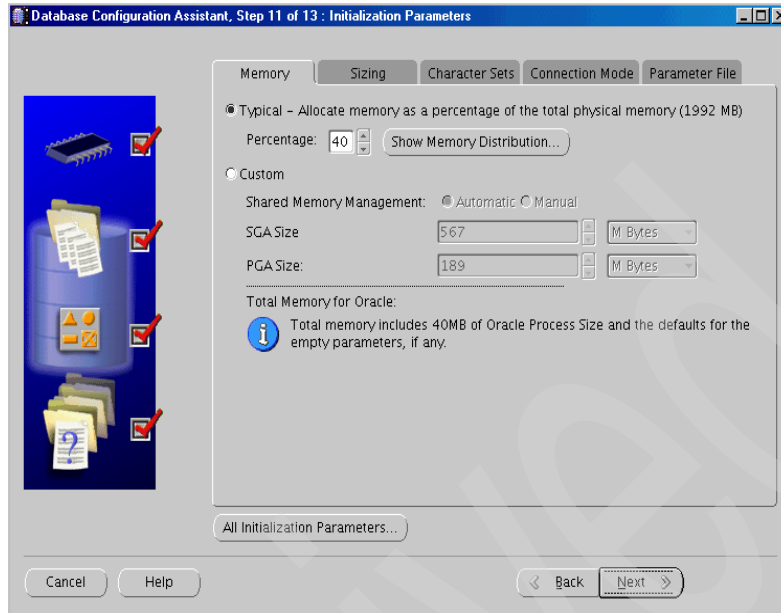 Database Configuration Assistant, Step 11 of 13 : Initialization Parameters
Memory Sizing Character Sets Connection Mode Parameter File
Typical - Allocate memory as a percentage of the total physical memory (1992 MB)
Percentage: 40 Show Memory Distribution...
Custom
Shared Memory Management: Automatic Manual
SGA Size 567 M Bytes
PGA Size: 189 M Bytes
Total Memory for Oracle:
Total memory includes 40MB of Oracle Process Size and the defaults for the
empty parameters, if any.
All Initialization Parameters...
Cancel Help Back Next